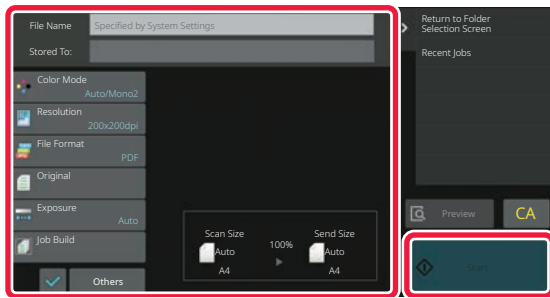 File Name
Specified by System Settings
Stored To:
Color Mode
Auto/Mono2
Resolution
200x200dpi
File Format
PDF
Original
Exposure
Auto
Job Build
Others
Scan Size
Auto
A4
100%
Send Size
Auto
A4
Return to Folder
Selection Screen
Recent Jobs
Preview
CA
Start